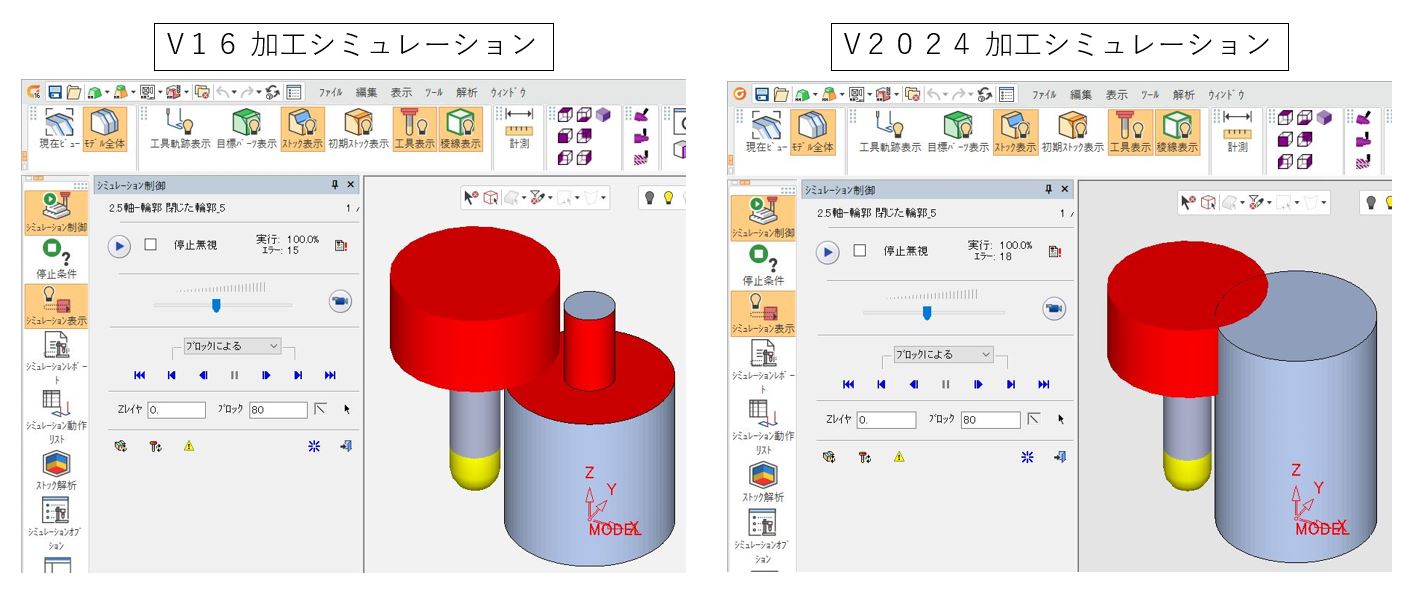 Ｖ１６ 加工シミュレーション
ﾌｧｲﾙ 編集 表示 ﾂｰﾙ 解析 ｳｨﾝﾄﾞｳ
現在ﾋﾞｭｰ ﾓﾃﾞﾙ全体 工具軌跡表示 目標ﾊﾟｰﾂ表示 ｽﾄｯｸ表示 初期ｽﾄｯｸ表示 工具表示 稜線表示 計測
ｼﾐｭﾚｰｼｮﾝ制御
2.5軸-輪郭 閉じた輪郭_5 1 /
停止無視
実行: 100.0%
ｴﾗｰ: 15
ﾌﾞﾛｯｸによる
Zﾚｲﾔ 0. ﾌﾞﾛｯｸ 80
ｼﾐｭﾚｰｼｮﾝ制御
停止条件
ｼﾐｭﾚｰｼｮﾝ表示
ｼﾐｭﾚｰｼｮﾝﾚﾎﾟｰ
ﾄ
ｼﾐｭﾚｰｼｮﾝ動作
ﾘｽﾄ
ｽﾄｯｸ解析
ｼﾐｭﾚｰｼｮﾝｵﾌﾟ
ｼｮﾝ
Z
Y
X
MODEL
Ｖ２０２４ 加工シミュレーション
ﾌｧｲﾙ 編集 表示 ﾂｰﾙ 解析 ｳｨﾝﾄﾞｳ
現在ﾋﾞｭｰ ﾓﾃﾞﾙ全体 工具軌跡表示 目標ﾊﾟｰﾂ表示 ｽﾄｯｸ表示 初期ｽﾄｯｸ表示 工具表示 稜線表示 計測
ｼﾐｭﾚｰｼｮﾝ制御
2.5軸-輪郭 閉じた輪郭_5 1
停止無視
実行: 100.0%
ｴﾗｰ: 18
ﾌﾞﾛｯｸによる
Zﾚｲﾔ 0. ﾌﾞﾛｯｸ 80
ｼﾐｭﾚｰｼｮﾝ制御
停止条件
ｼﾐｭﾚｰｼｮﾝ表示
ｼﾐｭﾚｰｼｮﾝﾚﾎﾟｰ
ﾄ
ｼﾐｭﾚｰｼｮﾝ動作
ﾘｽﾄ
ｽﾄｯｸ解析
ｼﾐｭﾚｰｼｮﾝｵﾌﾟ
ｼｮﾝ
Z
Y
X
MODEL